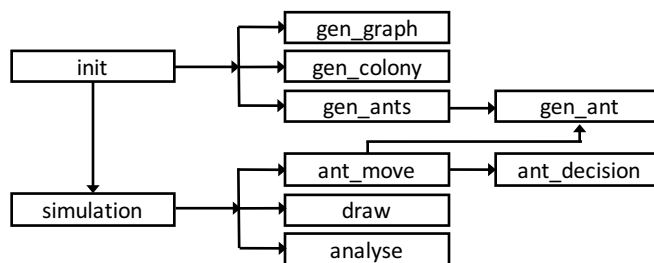 gen_graph
init
gen_colony
gen_ants
gen_ant
ant_move
ant_decision
simulation
draw
analyse